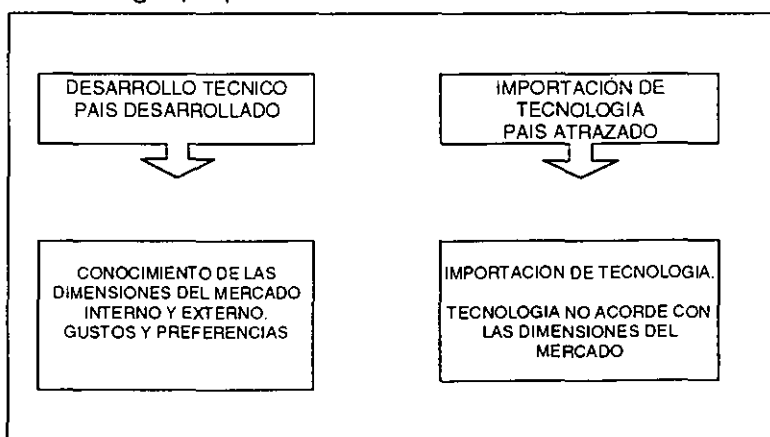 DESARROLLO TECNICO
PAIS DESARROLLADO
IMPORTACIÓN DE
TECNOLOGIA
PAIS ATRAZADO
CONOCIMIENTO DE LAS
DIMENSIONES DEL MERCADO
INTERNO Y EXTERNO.
GUSTOS Y PREFERENCIAS
IMPORTACION DE TECNOLOGIA.
TECNOLOGIA NO ACORDE CON
LAS DIMENSIONES DEL
MERCADO